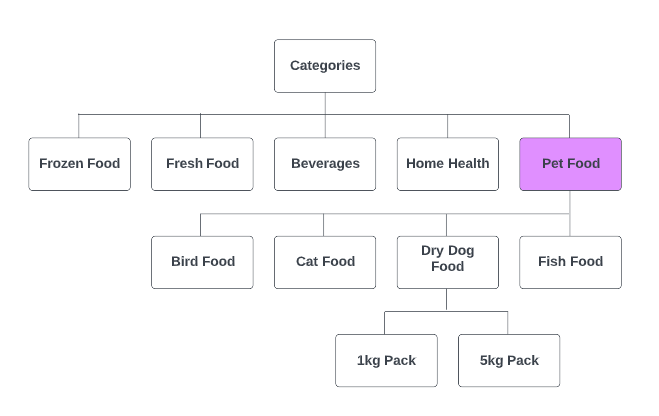 Categories
Frozen Food
Fresh Food
Beverages
Home Health
Pet Food
Bird Food
Cat Food
Dry Dog
Food
Fish Food
1kg Pack
5kg Pack